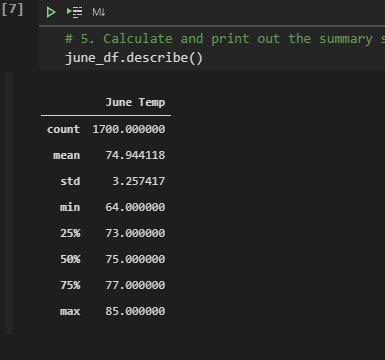 [7]
M↓
# 5. Calculate and print out the summary
june_df.describe()
June Temp
count 1700.000000
mean 74.944118
std 3.257417
min 64.000000
25% 73.000000
50% 75.000000
75% 77.000000
max 85.000000